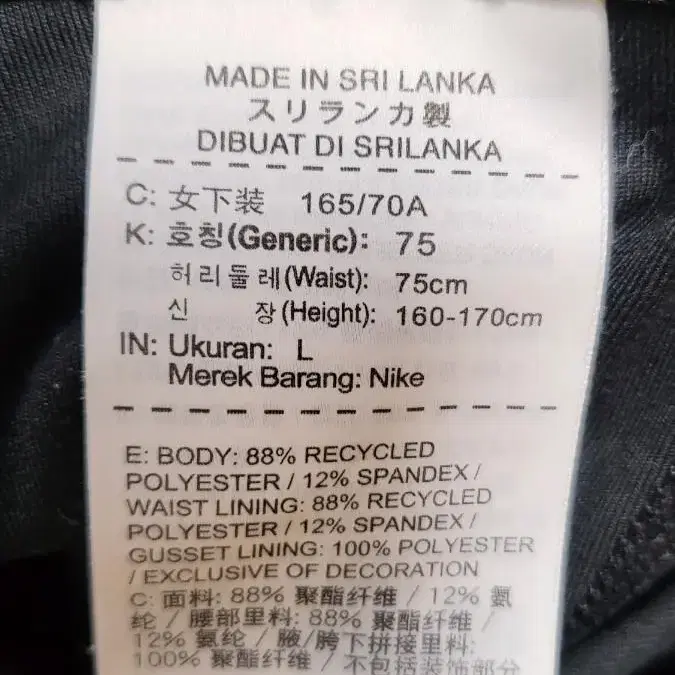 MADE IN SRI LANKA
スリランカ製
DIBUAT DI SRILANKA
C: 女下装 165/70A
K: 호칭(Generic): 75
허리둘레(Waist): 75cm
신 장(Height): 160-170cm
IN: Ukuran: L
Merek Barang: Nike
E: BODY: 88% RECYCLED
POLYESTER / 12% SPANDEX /
WAIST LINING: 88% RECYCLED
POLYESTER / 12% SPANDEX /
GUSSET LINING: 100% POLYESTER
/ EXCLUSIVE OF DECORATION
C: 面料: 88% 聚酯纤维 / 12% 氨
纶 / 腰部里料: 88% 聚酯纤维 /
12% 氨纶 / 腋/胯下拼接里料:
100% 聚酯纤维 / 不包括装饰部分